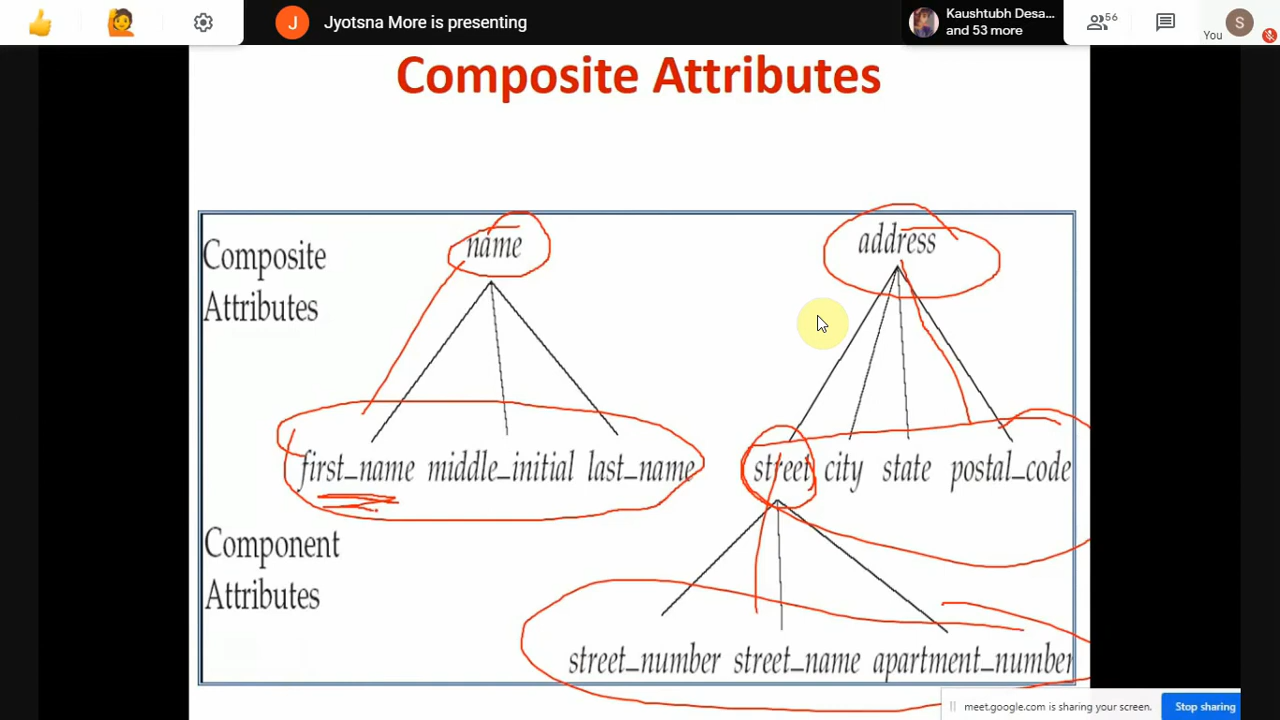 Jyotsna More is presenting
J
Kaushtubh Desa...
and 53 more
56
You
S
Composite Attributes
Composite
Attributes
name
address
first_name middle_initial last_name
street city state postal_code
Component
Attributes
street_number street_name apartment_number
meet.google.com is sharing your screen.
Stop sharing